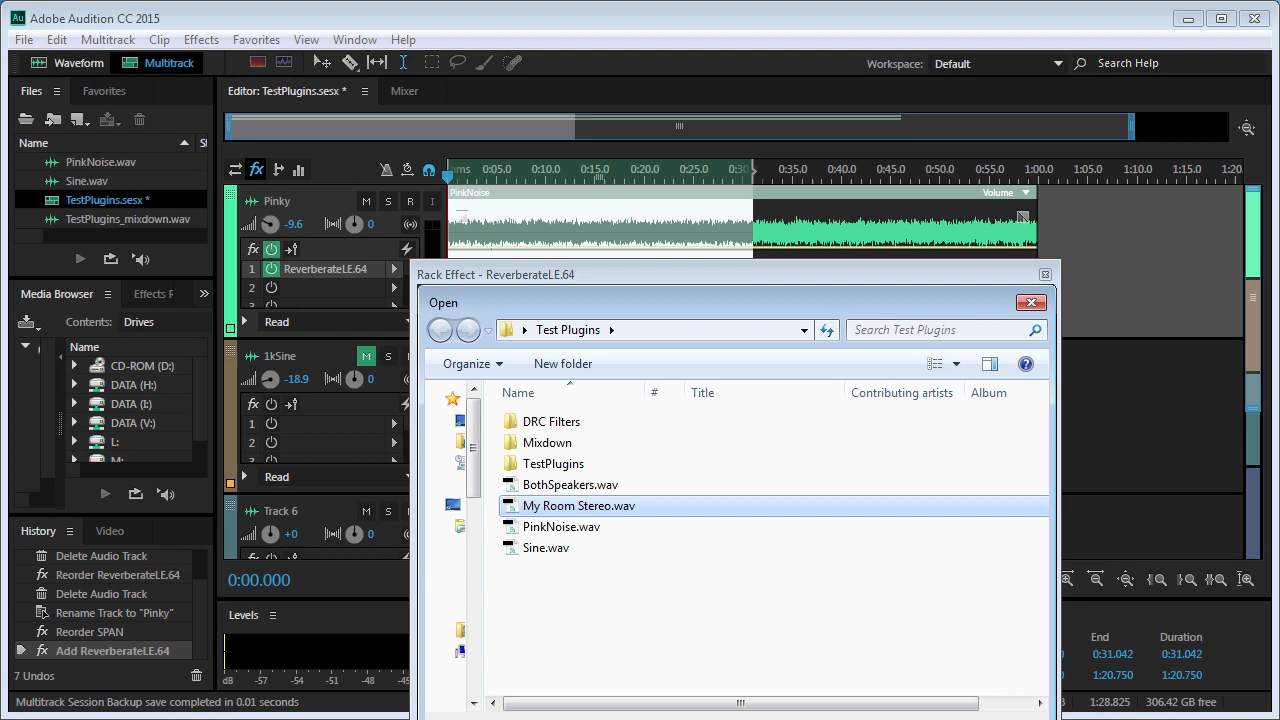 Au Adobe Audition CC 2015
File Edit Multitrack Clip Effects Favorites View Window Help
Waveform Multitrack Workspace: Default Search Help
Files Favorites Editor: TestPlugins.sesx * Mixer
Name S
PinkNoise.wav
Sine.wav
TestPlugins.sesx *
TestPlugins_mixdown.wav
hms 0:05.0 0:10.0 0:15.0 0:20.0 0:25.0 0:30 0:35.0 0:40.0 0:45.0 0:50.0 0:55.0 1:00.0 1:05.0 1:10.0 1:15.0 1:20
Pinky M S R I
-9.6 0
PinkNoise Volume
fx
1 ReverberateLE.64
2
3
Read
Media Browser Effects R
Contents: Drives
Name
CD-ROM (D:)
DATA (H:)
DATA (I:)
DATA (V:)
L:
M:
1kSine M S
-18.9 0
fx
1
2
3
Read
Track 6 M S
+0 0
fx
Rack Effect - ReverberateLE.64
Open
Test Plugins Search Test Plugins
Organize New folder
Name # Title Contributing artists Album
DRC Filters
Mixdown
TestPlugins
BothSpeakers.wav
My Room Stereo.wav
PinkNoise.wav
Sine.wav
History Video
Delete Audio Track
fx Reorder ReverberateLE.64
Delete Audio Track
Rename Track to "Pinky"
fx Reorder SPAN
fx Add ReverberateLE.64
7 Undos
0:00.000
Levels
dB -57 -54 -51 -48 -45
End Duration
0:31.042 0:31.042
1:20.750 1:20.750
Multitrack Session Backup save completed in 0.01 seconds
1:28.825 306.42 GB free